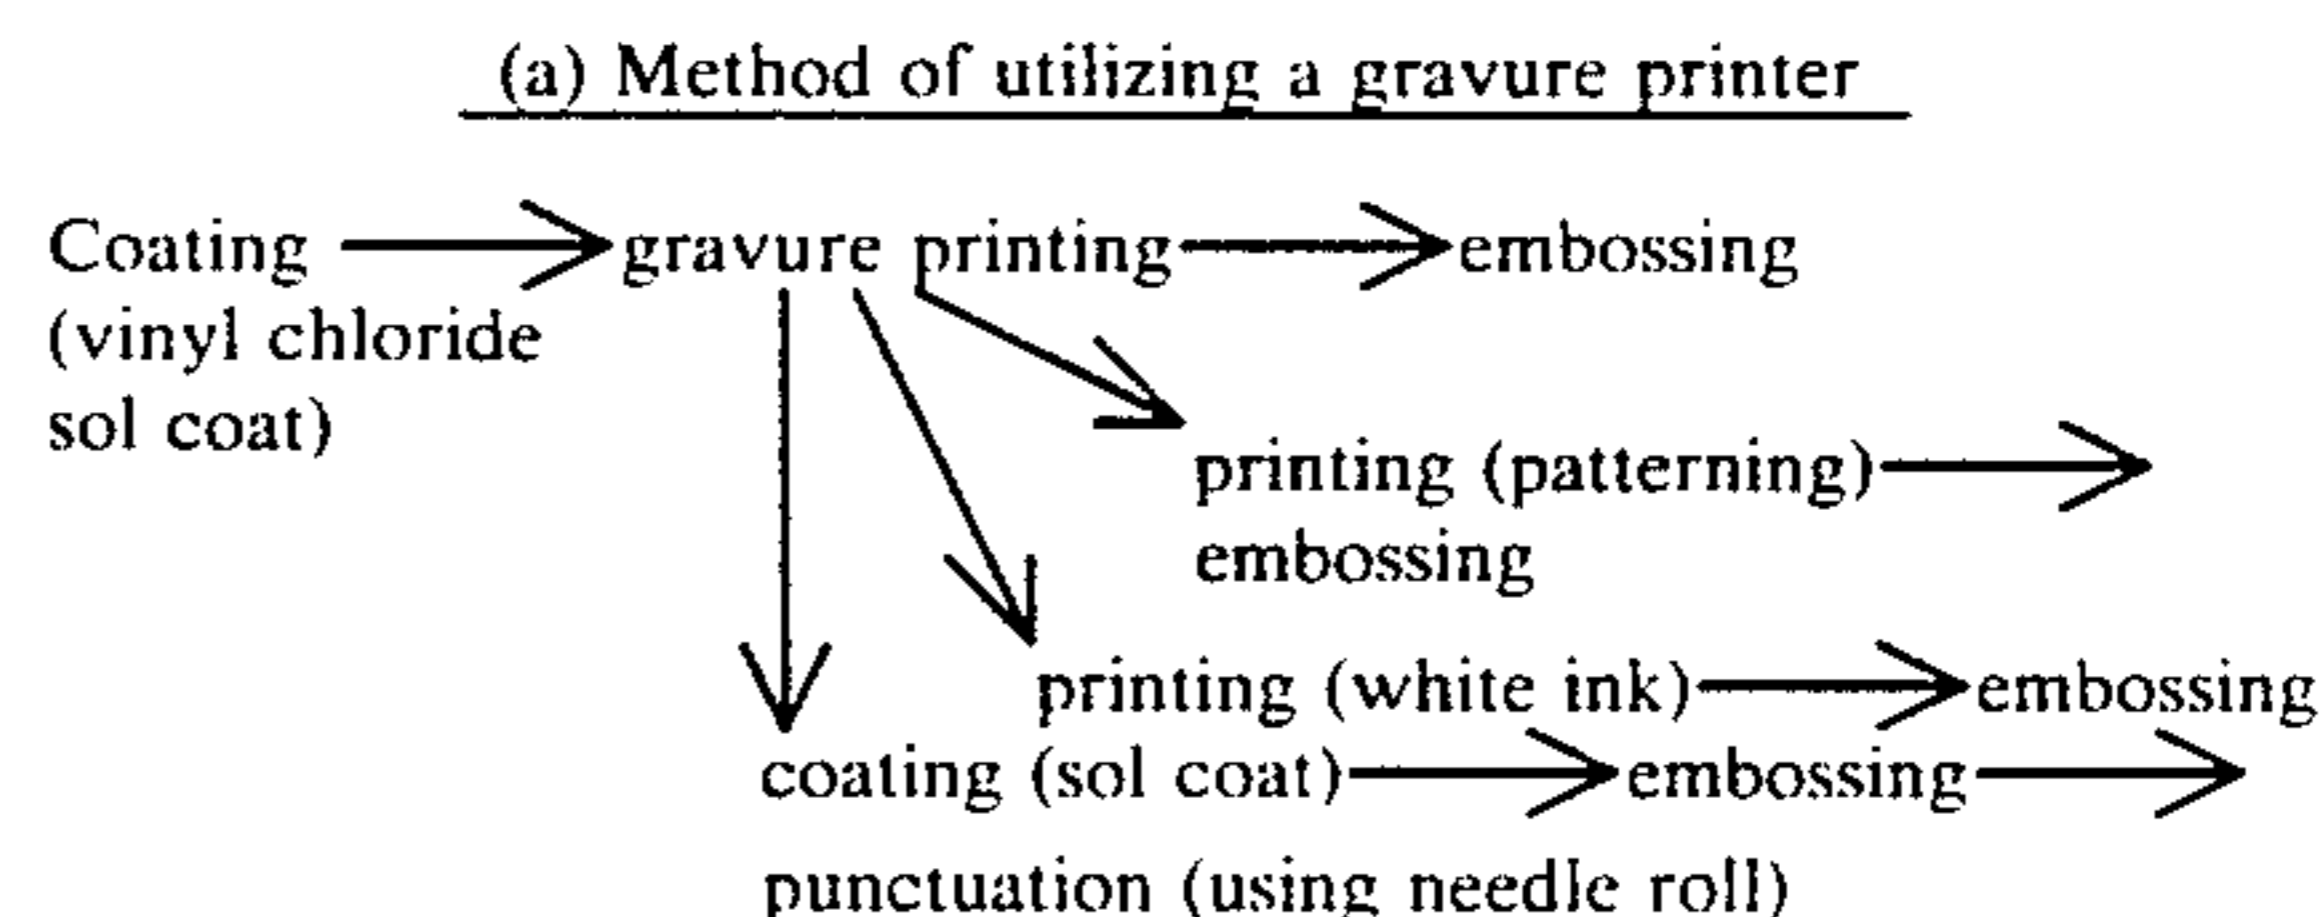 (a) Method of utilizing a gravure printer
Coating gravure printing embossing
(vinyl chloride
sol coat)
printing (patterning)
embossing
printing (white ink) embossing
coating (sol coat) embossing
punctuation (using needle roll)